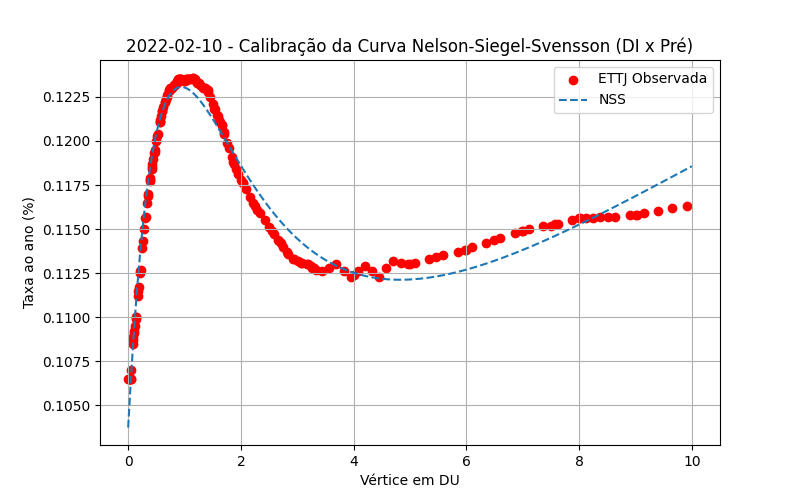 2022-02-10 - Calibração da Curva Nelson-Siegel-Svensson (DI x Pré)
ETTJ Observada
NSS
Taxa ao ano (%)
0.1225
0.1200
0.1175
0.1150
0.1125
0.1100
0.1075
0.1050
0 2 4 6 8 10
Vértice em DU